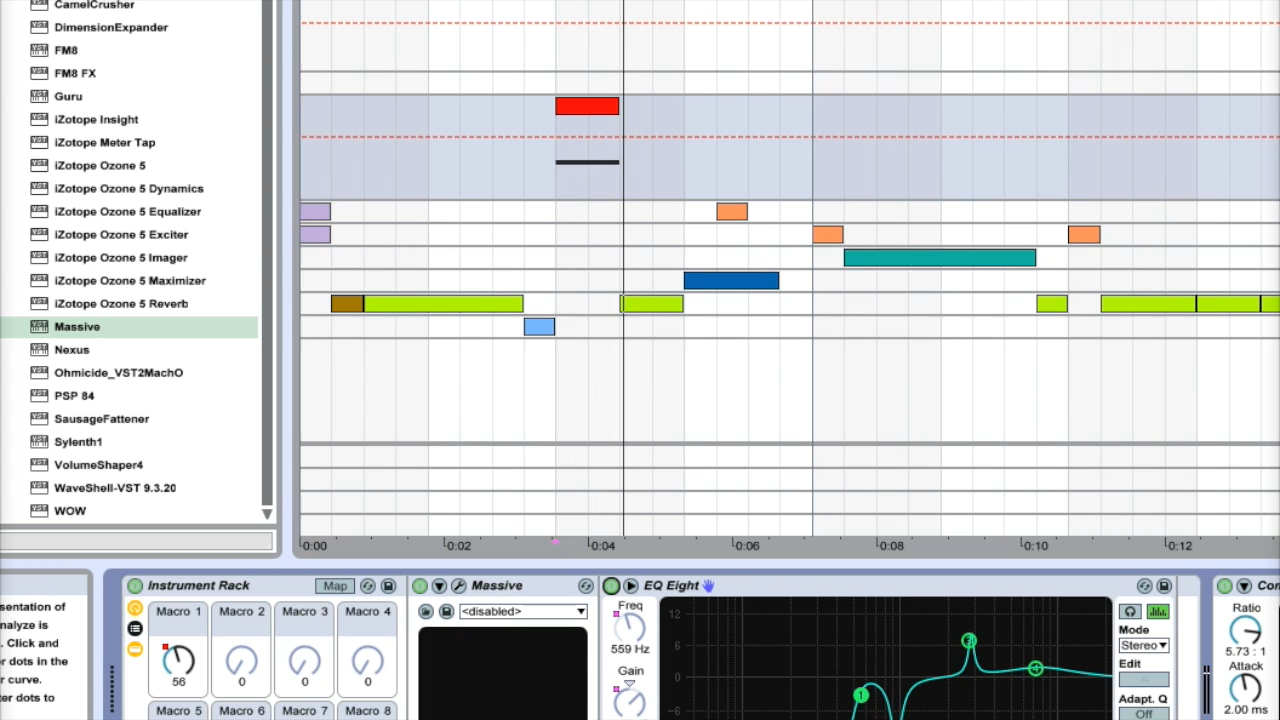 CamelCrusher
DimensionExpander
FM8
FM8 FX
Guru
iZotope Insight
iZotope Meter Tap
iZotope Ozone 5
iZotope Ozone 5 Dynamics
iZotope Ozone 5 Equalizer
iZotope Ozone 5 Exciter
iZotope Ozone 5 Imager
iZotope Ozone 5 Maximizer
iZotope Ozone 5 Reverb
Massive
Nexus
Ohmicide_VST2MachO
PSP 84
SausageFattener
Sylenth1
VolumeShaper4
WaveShell-VST 9.3.20
WOW
0:00 0:02 0:04 0:06 0:08 0:10 0:12
sentation of
nalyze is
. Click and
r dots in the
r curve.
ter dots to
Instrument Rack Map
Macro 1 Macro 2 Macro 3 Macro 4
56 0 0 0
Macro 5 Macro 6 Macro 7 Macro 8
Massive
<disabled>
EQ Eight
Freq
559 Hz
Gain
12
6
0
-6
1 3 4
Mode
Stereo
Edit
Adapt. Q
Off
Con
Ratio
5.73 : 1
Attack
2.00 ms